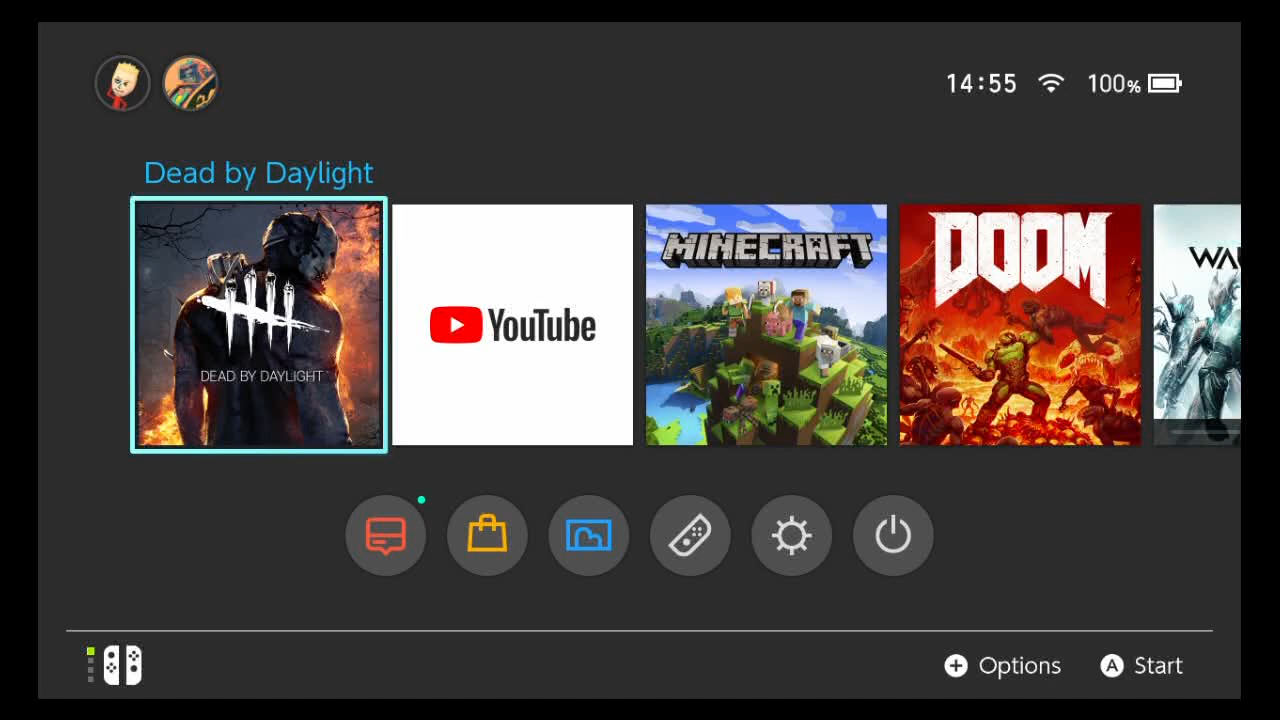 14:55 100%
Dead by Daylight
DEAD BY DAYLIGHT
YouTube
MINECRAFT
DOOM
Options
A Start